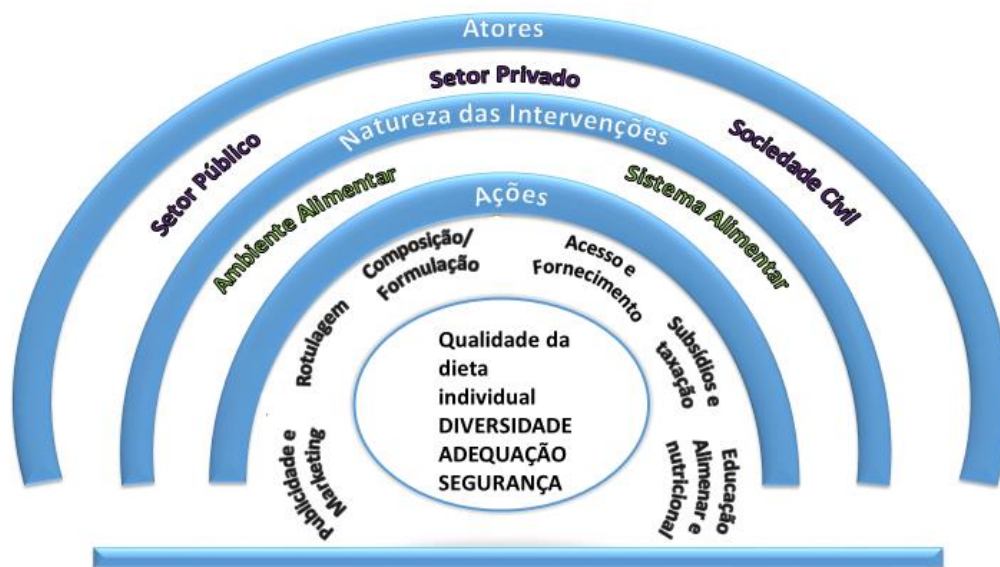 Atores
Setor Privado
Setor Público
Sociedade Civil
Natureza das Intervenções
Ambiente Alimentar
Sistema Alimentar
Ações
Publicidade e
Marketing
Rotulagem
Composição/
Formulação
Acesso e
Fornecimento
Subsídios e
taxação
Educação
Alimenar e
nutricional
Qualidade da
dieta
individual
DIVERSIDADE
ADEQUAÇÃO
SEGURANÇA